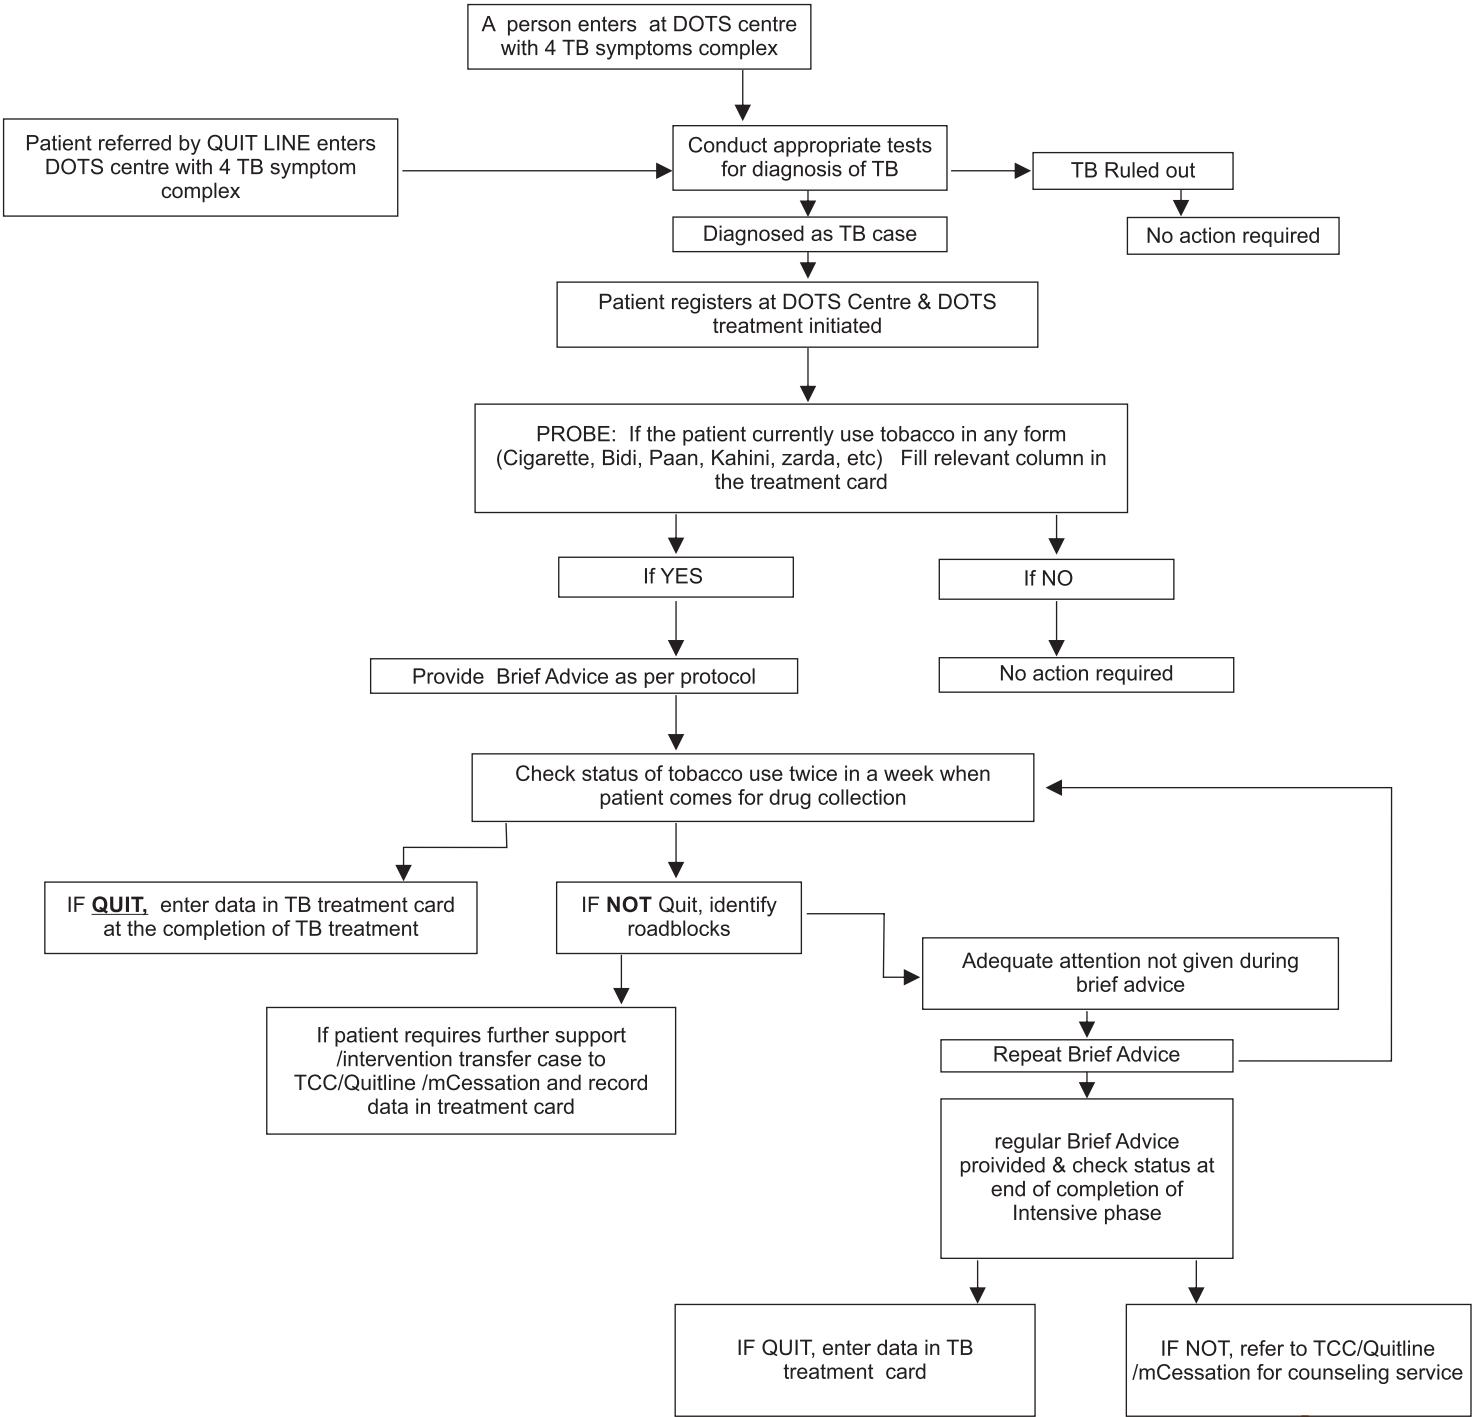 A person enters at DOTS centre
with 4 TB symptoms complex
Patient referred by QUIT LINE enters
DOTS centre with 4 TB symptom
complex
Conduct appropriate tests
for diagnosis of TB
TB Ruled out
No action required
Diagnosed as TB case
Patient registers at DOTS Centre & DOTS
treatment initiated
PROBE: If the patient currently use tobacco in any form
(Cigarette, Bidi, Paan, Kahini, zarda, etc) Fill relevant column in
the treatment card
If YES
If NO
Provide Brief Advice as per protocol
No action required
Check status of tobacco use twice in a week when
patient comes for drug collection
IF QUIT, enter data in TB treatment card
at the completion of TB treatment
IF NOT Quit, identify
roadblocks
Adequate attention not given during
brief advice
If patient requires further support
/intervention transfer case to
TCC/Quitline /mCessation and record
data in treatment card
Repeat Brief Advice
regular Brief Advice
proivided & check status at
end of completion of
Intensive phase
IF QUIT, enter data in TB
treatment card
IF NOT, refer to TCC/Quitline
/mCessation for counseling service